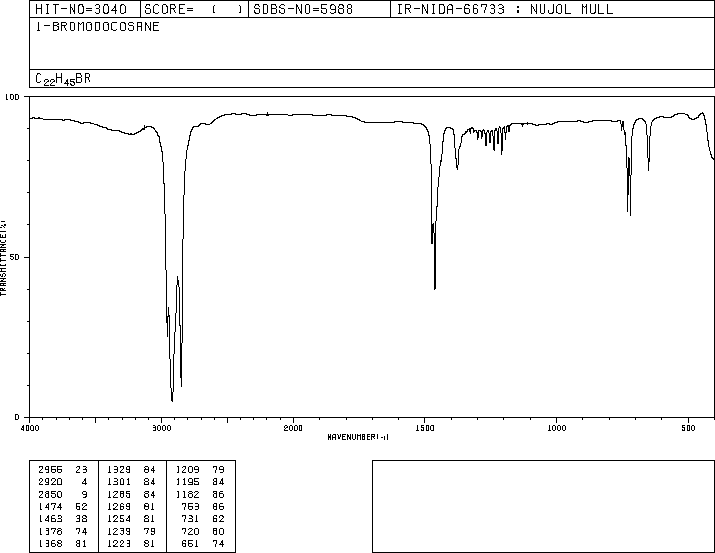 HIT-NO=3040 SCORE= ( ) SDBS-NO=5988 IR-NIDA-66733 : NUJOL MULL
1-BROMODOCOSANE
C22H45BR
100
50
0
TRANSMITTANCE(%)
4000 3000 2000 1500 1000 500
WAVENUMBER(-1)
2955 23 1329 84 1209 79
2920 4 1301 84 1195 84
2850 9 1285 84 1182 86
1474 52 1269 81 753 86
1463 38 1254 81 731 62
1378 74 1239 79 720 60
1368 81 1223 81 651 74